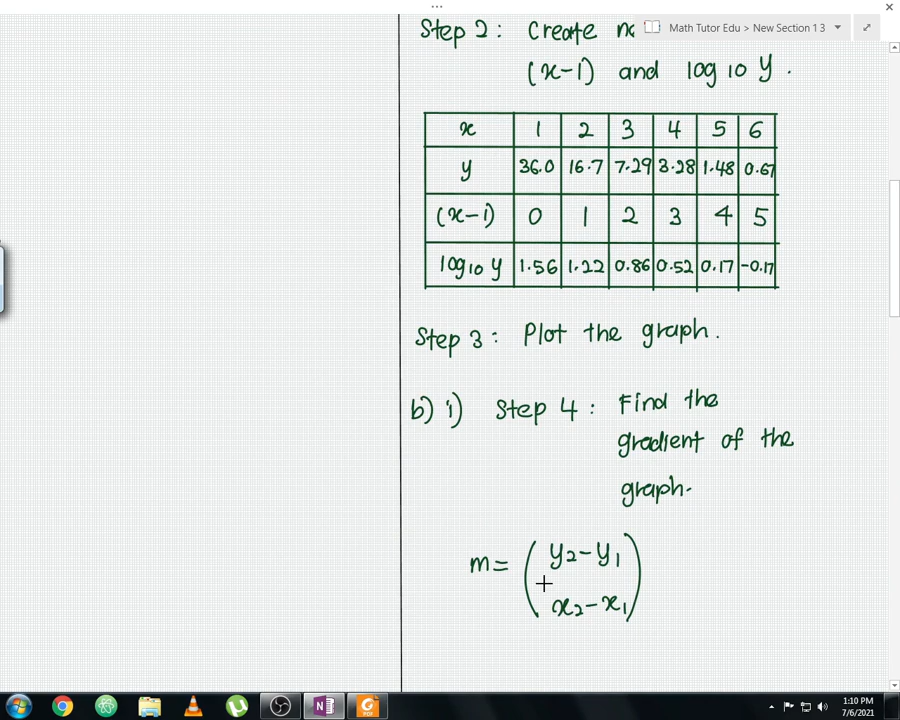 Math Tutor Edu > New Section 1 3
Step 2 : Create
(x-1) and log 10 y .
x 1 2 3 4 5 6
y 36.0 16.7 7.29 3.28 1.48 0.67
(x-1) 0 1 2 3 4 5
log10 y 1.56 1.22 0.86 0.52 0.17 -0.17
Step 3 : Plot the graph.
b) i) Step 4 : Find the
gradient of the
graph.
m = ( y2-y1
x2-x1 )
1:10 PM
7/6/2021